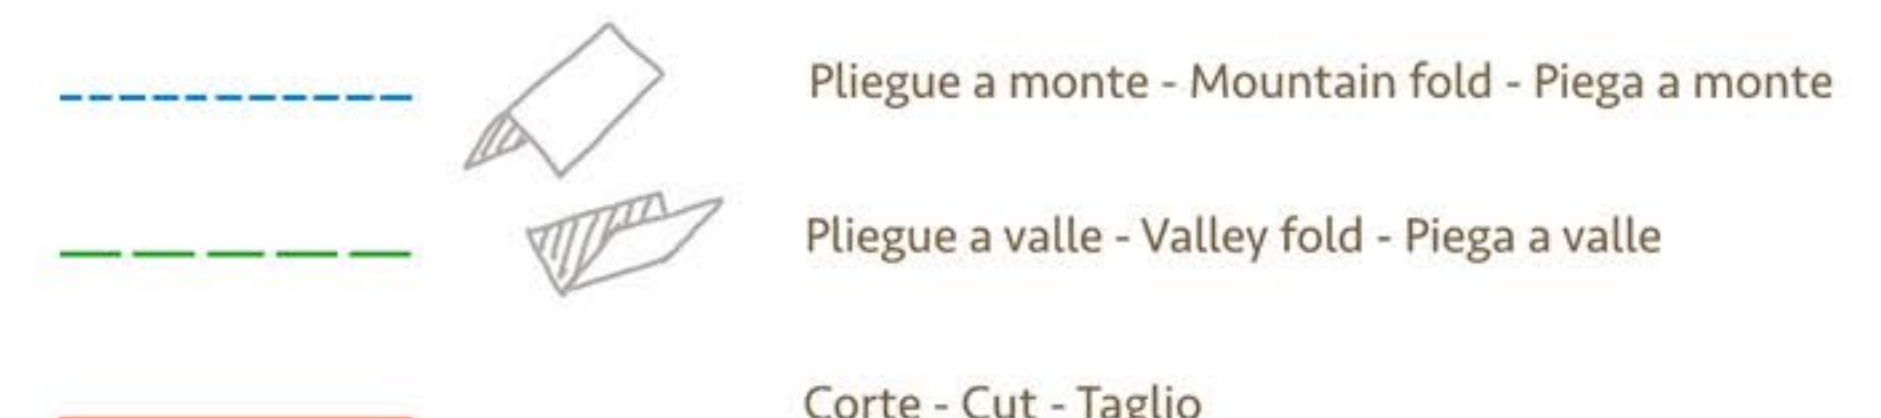 Pliegue a monte - Mountain fold - Piega a monte
Pliegue a valle - Valley fold - Piega a valle
Corte - Cut - Taglio